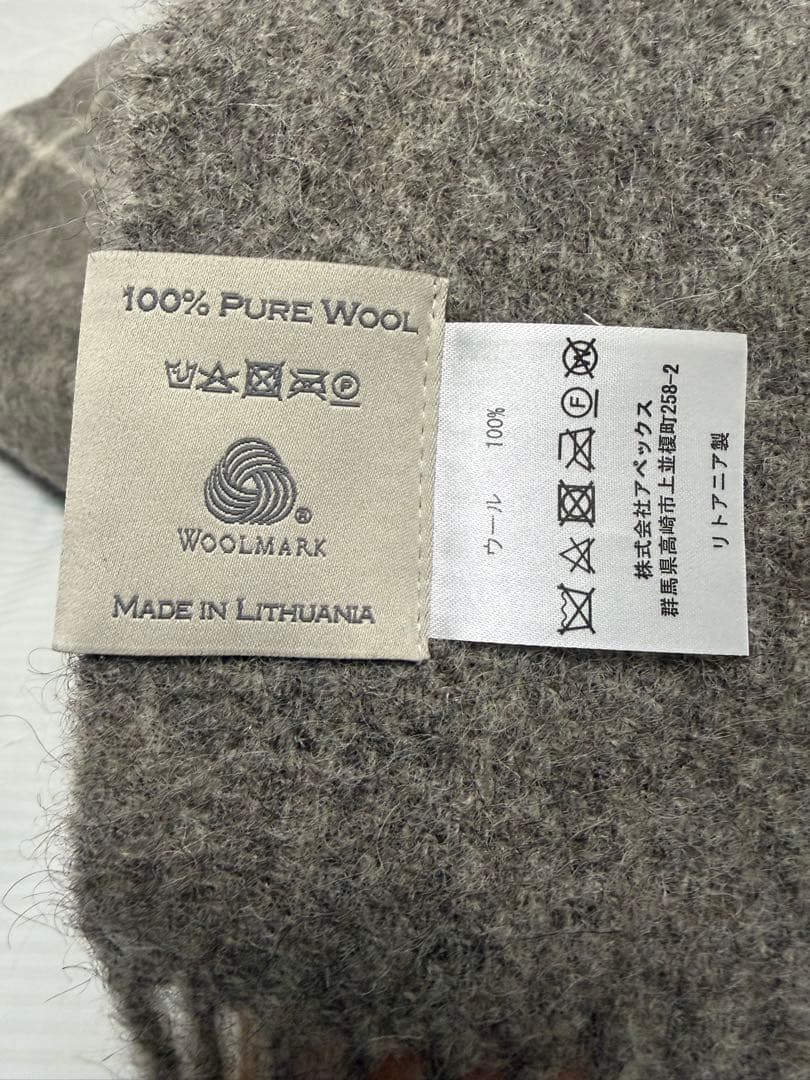 100% PURE WOOL
P
®
WOOLMARK
MADE IN LITHUANIA
ウール 100%
F
W
株式会社アペックス
群馬県高崎市上並榎町258-2
リトアニア製